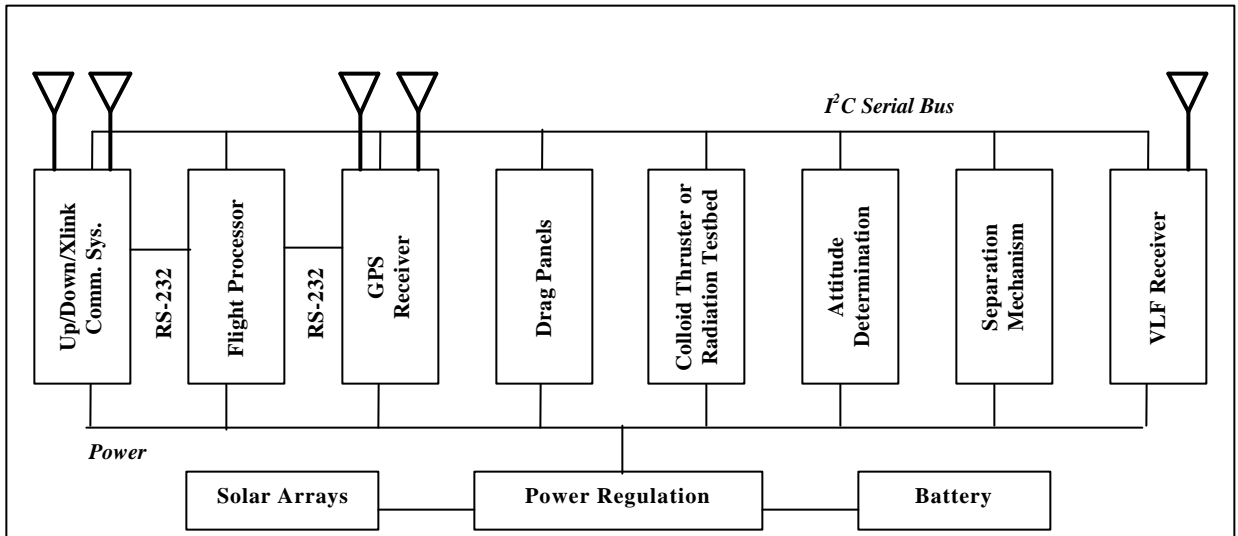 I²C Serial Bus
Up/Down/Xlink
Comm. Sys.
RS-232
Flight Processor
RS-232
GPS
Receiver
Drag Panels
Colloid Thruster or
Radiation Testbed
Attitude
Determination
Separation
Mechanism
VLF Receiver
Power
Solar Arrays
Power Regulation
Battery